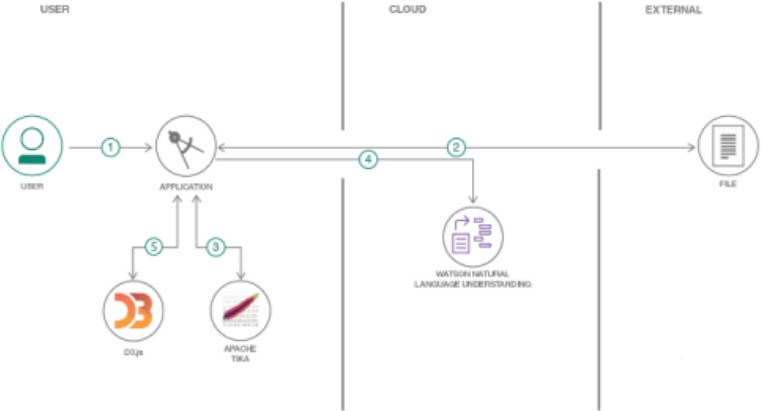 USER
CLOUD
EXTERNAL
1
2
4
USER
APPLICATION
FILE
5
3
WATSON NATURAL
LANGUAGE UNDERSTANDING
D3.js
APACHE
TIKA